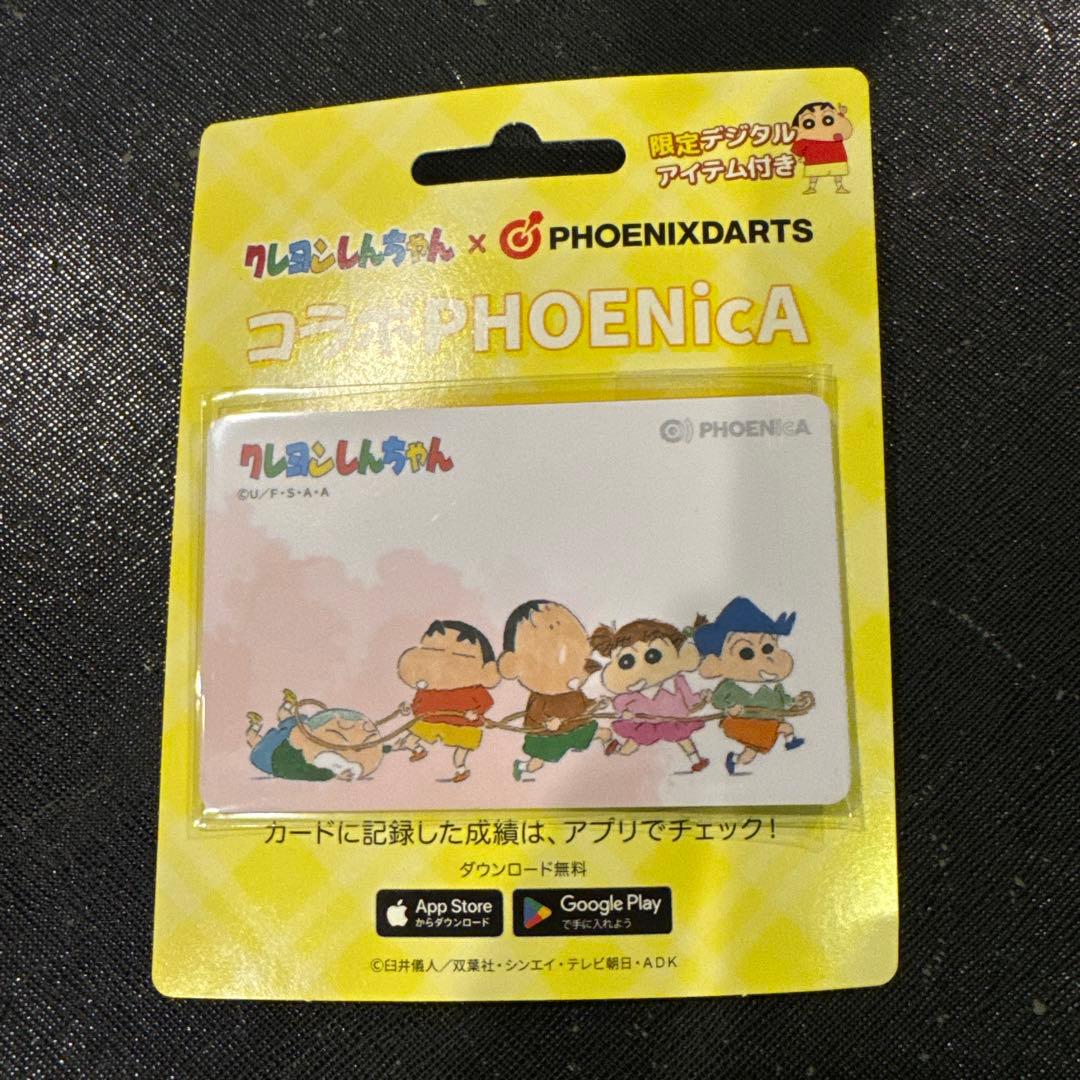 限定デジタル
アイテム付き
クレヨンしんちゃん × PHOENIXDARTS
コラボPHOENicA
クレヨンしんちゃん
©U/F・S・A・A
PHOENicA
カードに記録した成績は、アプリでチェック!
ダウンロード無料
App Store
からダウンロード
Google Play
で手に入れよう
©臼井儀人/双葉社・シンエイ・テレビ朝日・ADK